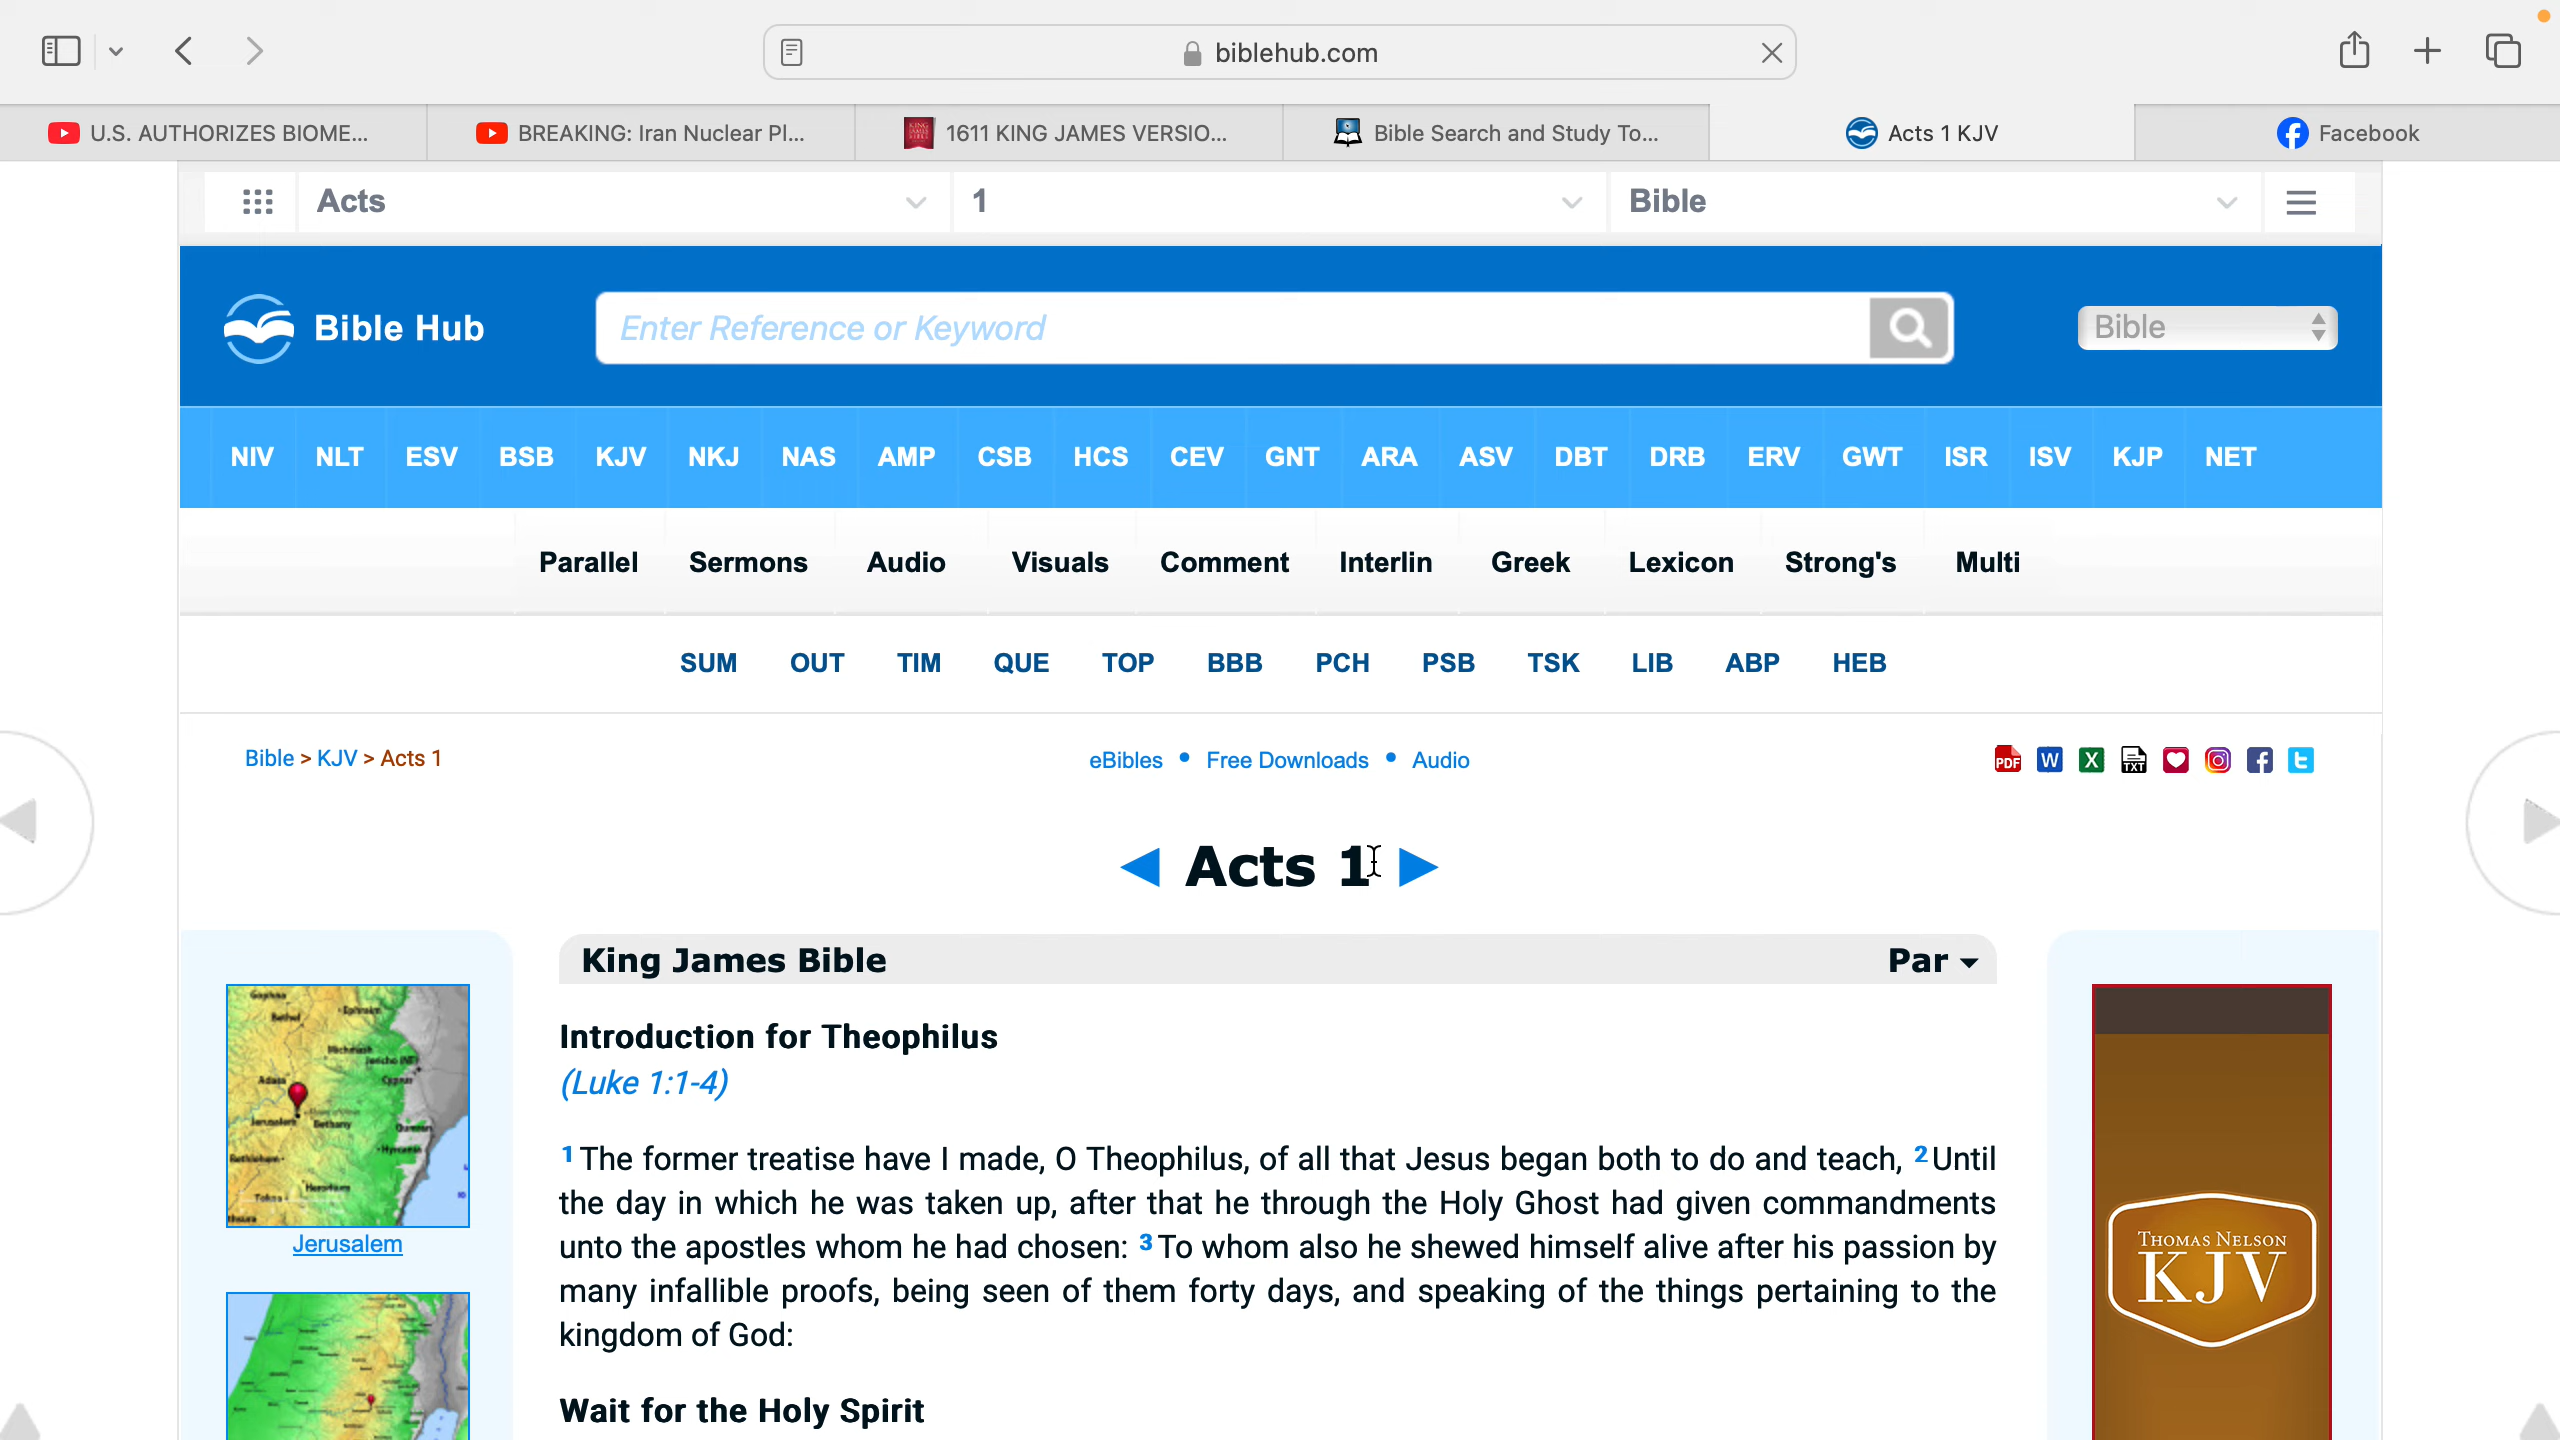 biblehub.com
U.S. AUTHORIZES BIOME...
BREAKING: Iran Nuclear Pl...
1611 KING JAMES VERSIO...
Bible Search and Study To...
Acts 1 KJV
Facebook
Acts
1
Bible
Bible Hub
Enter Reference or Keyword
Bible
NIV NLT ESV BSB KJV NKJ NAS AMP CSB HCS CEV GNT ARA ASV DBT DRB ERV GWT ISR ISV KJP NET
Parallel Sermons Audio Visuals Comment Interlin Greek Lexicon Strong's Multi
SUM OUT TIM QUE TOP BBB PCH PSB TSK LIB ABP HEB
Bible > KJV > Acts 1
eBibles • Free Downloads • Audio
PDF W X TXT
◀ Acts 1 ▶
King James Bible
Par
Introduction for Theophilus
(Luke 1:1-4)
1 The former treatise have I made, O Theophilus, of all that Jesus began both to do and teach, 2 Until
the day in which he was taken up, after that he through the Holy Ghost had given commandments
unto the apostles whom he had chosen: 3 To whom also he shewed himself alive after his passion by
many infallible proofs, being seen of them forty days, and speaking of the things pertaining to the
kingdom of God:
Wait for the Holy Spirit
Bethel
Ephraim
Michmash
Adasa
Jerusalem
Bethany
Jerusalem
THOMAS NELSON
KJV